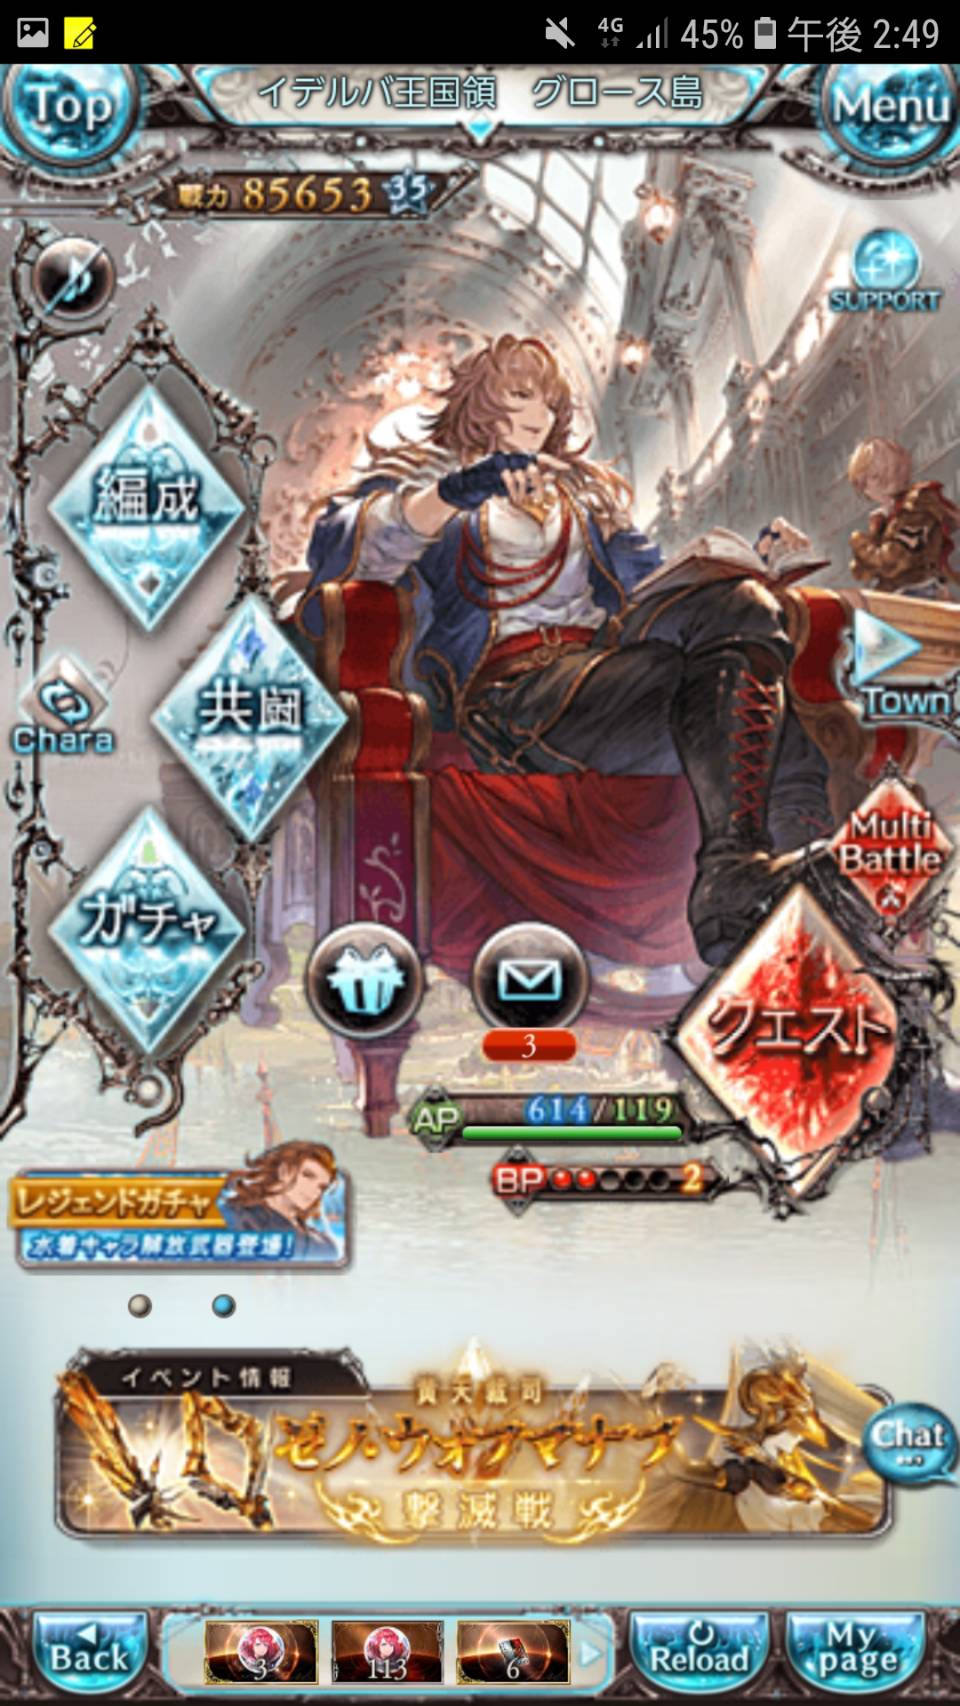 4G 45% 午後 2:49
Top
イデルバ王国領 グロース島
Menu
戦力 85653 35
SUPPORT
編成
共闘
Chara
Town
Multi
Battle
ガチャ
クエスト
3
AP 614/119
BP 2
レジェンドガチャ
水着キャラ解放武器登場!
イベント情報
黄天裁司
ゼノ・ウォフマナフ
撃滅戦
Chat
Back
3
113
6
Reload
My
page